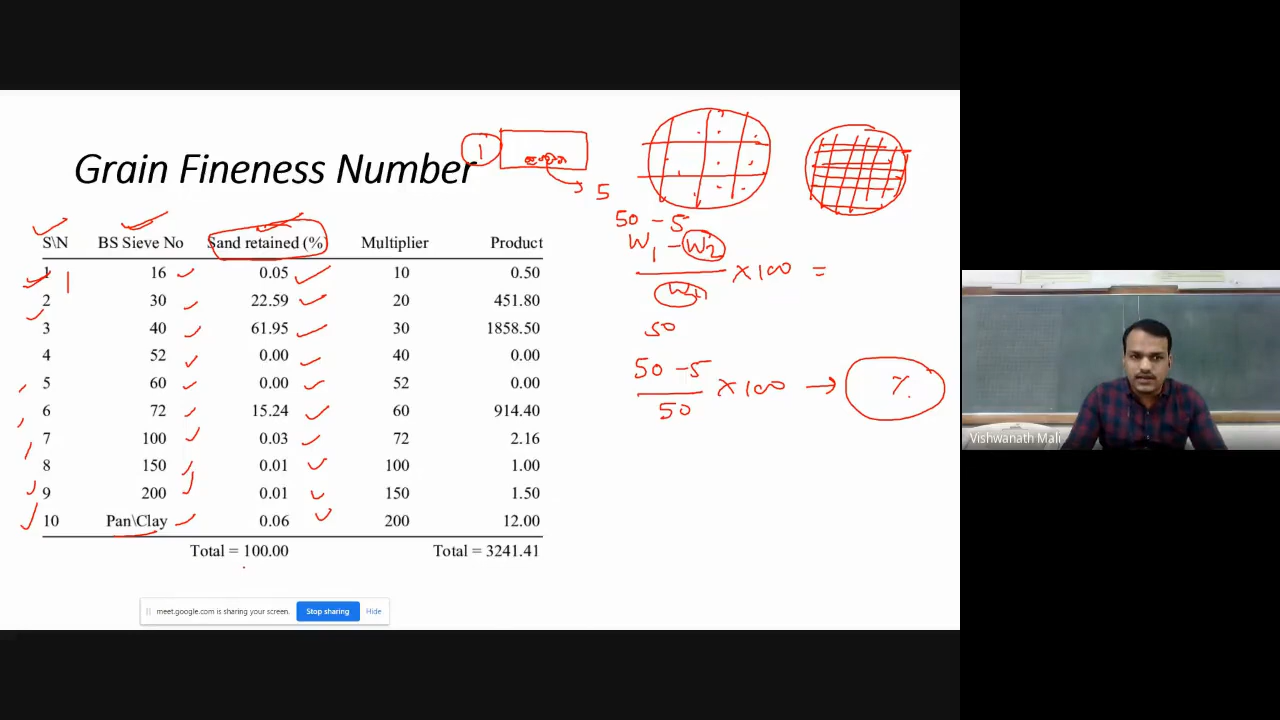 Grain Fineness Number
1
5
S\N BS Sieve No Sand retained (%) Multiplier Product
1 16 0.05 10 0.50
2 30 22.59 20 451.80
3 40 61.95 30 1858.50
4 52 0.00 40 0.00
5 60 0.00 52 0.00
6 72 15.24 60 914.40
7 100 0.03 72 2.16
8 150 0.01 100 1.00
9 200 0.01 150 1.50
10 Pan\Clay 0.06 200 12.00
Total = 100.00 Total = 3241.41
50 - 5
W1 - W2
× 100 =
W1
50
50 - 5
× 100 → %
50
Vishwanath Mali
meet.google.com is sharing your screen. Stop sharing Hide